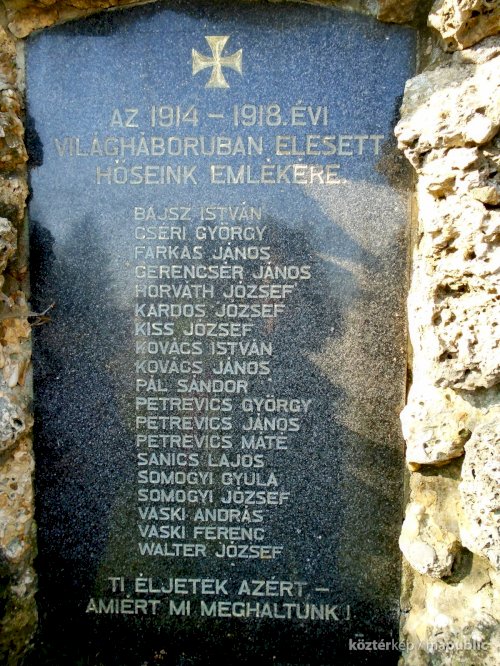 AZ 1914 – 1918. ÉVI
VILÁGHÁBORUBAN ELESETT
HŐSEINK EMLÉKÉRE.
BAJSZ ISTVÁN
CSÉRI GYÖRGY
FARKAS JÁNOS
GERENCSÉR JÁNOS
HORVÁTH JÓZSEF
KARDOS JÓZSEF
KISS JÓZSEF
KOVÁCS ISTVÁN
KOVÁCS JÁNOS
PÁL SÁNDOR
PETREVICS GYÖRGY
PETREVICS JÁNOS
PETREVICS MÁTÉ
SANICS LAJOS
SOMOGYI GYULA
SOMOGYI JÓZSEF
VASKI ANDRÁS
VASKI FERENC
WALTER JÓZSEF
TI ÉLJETEK AZÉRT –
AMIÉRT MI MEGHALTUNK !
köztérkép / mapublic